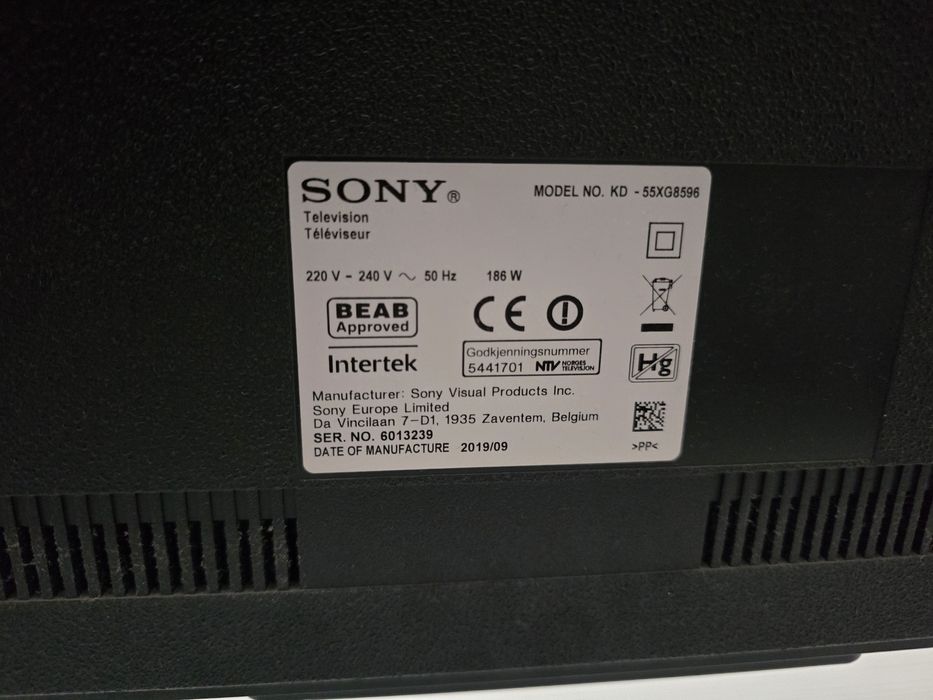 SONY®
MODEL NO. KD - 55XG8596
Television
Téléviseur
220 V - 240 V ~ 50 Hz 186 W
BEAB
Approved
Intertek
CE
Godkjenningsnummer
5441701 NTV NORGES
TELEVISJON
Hg
Manufacturer: Sony Visual Products Inc.
Sony Europe Limited
Da Vincilaan 7-D1, 1935 Zaventem, Belgium
SER. NO. 6013239
DATE OF MANUFACTURE 2019/09
>PP<